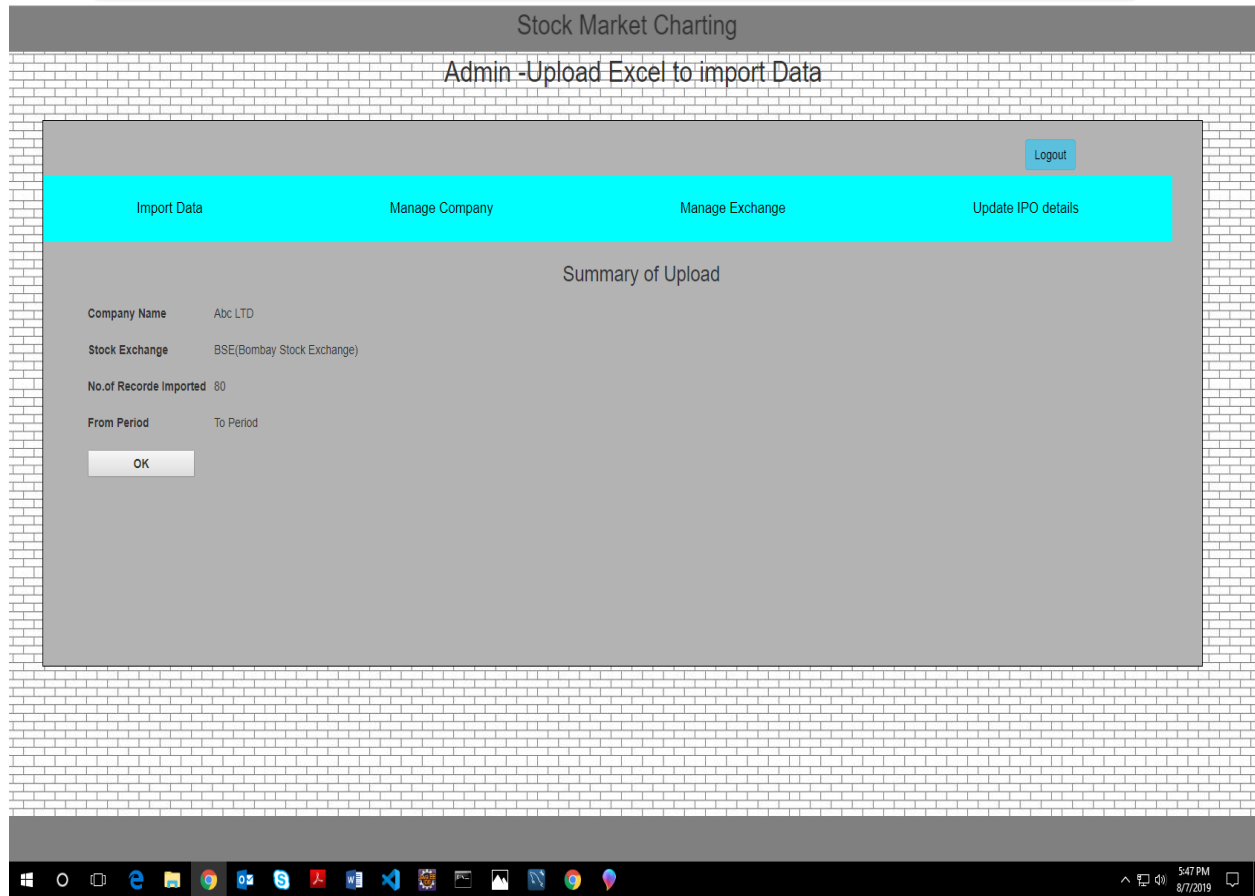 Stock Market Charting
Admin -Upload Excel to import Data
Logout
Import Data Manage Company Manage Exchange Update IPO details
Summary of Upload
Company Name Abc LTD
Stock Exchange BSE(Bombay Stock Exchange)
No.of Recorde Imported 80
From Period To Period
OK
5:47 PM
8/7/2019